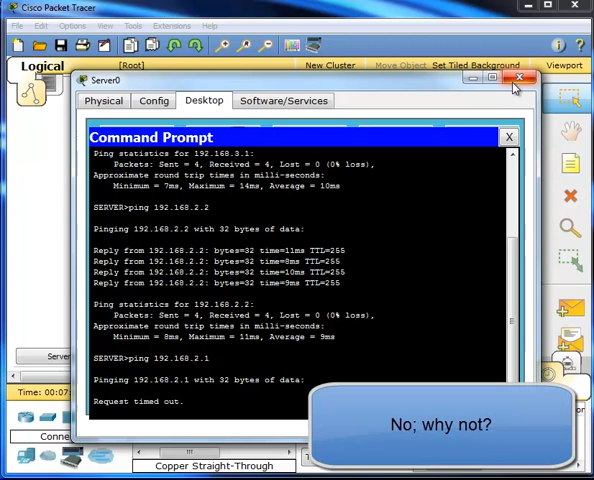 Cisco Packet Tracer
File Edit Options View Tools Extensions Help
Logical [Root] New Cluster Move Object Set Tiled Background Viewport
Server0
Physical Config Desktop Software/Services
Command Prompt X
Ping statistics for 192.168.3.1:
Packets: Sent = 4, Received = 4, Lost = 0 (0% loss),
Approximate round trip times in milli-seconds:
Minimum = 7ms, Maximum = 14ms, Average = 10ms
SERVER>ping 192.168.2.2
Pinging 192.168.2.2 with 32 bytes of data:
Reply from 192.168.2.2: bytes=32 time=11ms TTL=255
Reply from 192.168.2.2: bytes=32 time=8ms TTL=255
Reply from 192.168.2.2: bytes=32 time=10ms TTL=255
Reply from 192.168.2.2: bytes=32 time=9ms TTL=255
Ping statistics for 192.168.2.2:
Packets: Sent = 4, Received = 4, Lost = 0 (0% loss),
Approximate round trip times in milli-seconds:
Minimum = 8ms, Maximum = 11ms, Average = 9ms
SERVER>ping 192.168.2.1
Pinging 192.168.2.1 with 32 bytes of data:
Request timed out.
Server
Time: 00:07:
Conne
Copper Straight-Through
No; why not?